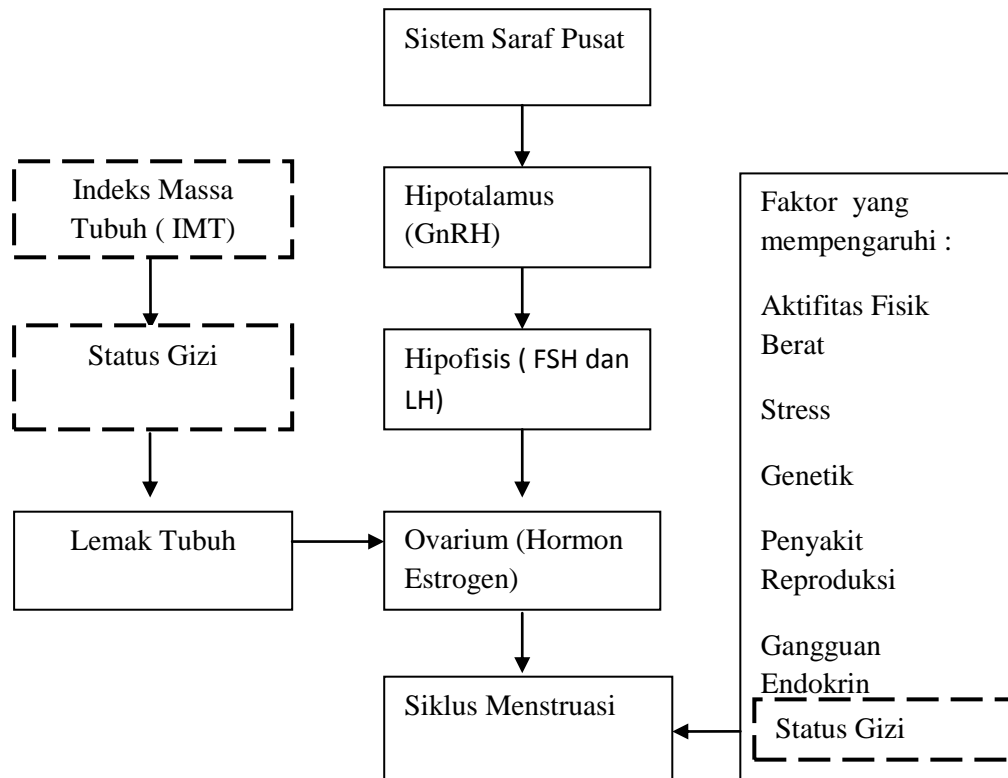 Sistem Saraf Pusat
Indeks Massa
Tubuh ( IMT)
Hipotalamus
(GnRH)
Faktor yang
mempengaruhi :
Aktifitas Fisik
Berat
Stress
Genetik
Penyakit
Reproduksi
Gangguan
Endokrin
Status Gizi
Status Gizi
Hipofisis ( FSH dan
LH)
Lemak Tubuh
Ovarium (Hormon
Estrogen)
Siklus Menstruasi